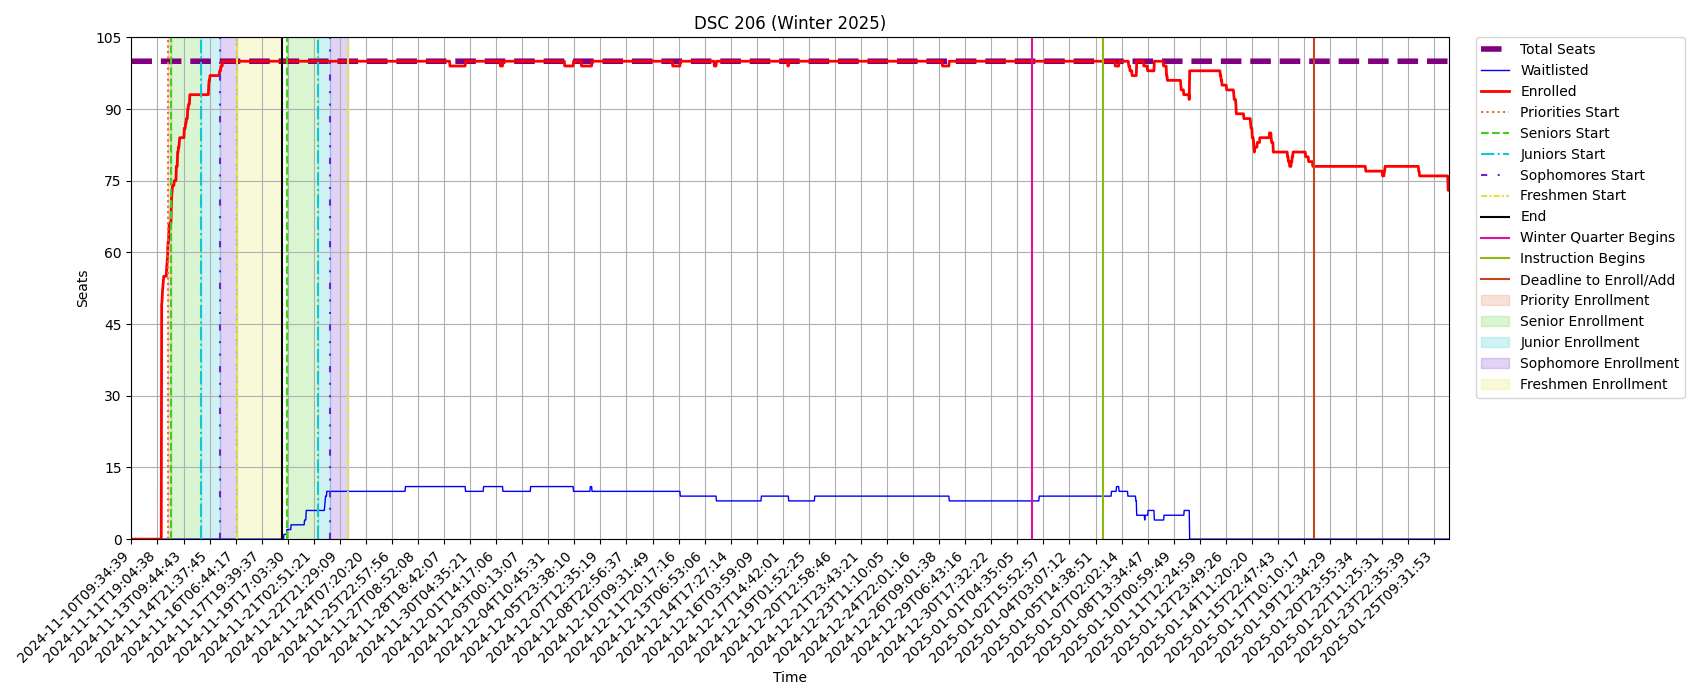 DSC 206 (Winter 2025)
105
90
75
60
45
30
15
0
Seats
2024-11-10T09:34:39
2024-11-11T19:04:38
2024-11-13T09:44:43
2024-11-14T21:37:45
2024-11-16T06:44:17
2024-11-17T19:39:37
2024-11-19T17:03:30
2024-11-21T02:51:21
2024-11-22T21:29:09
2024-11-24T07:20:20
2024-11-25T22:57:56
2024-11-27T08:52:08
2024-11-28T18:42:07
2024-11-30T04:35:21
2024-12-01T14:17:06
2024-12-03T00:13:07
2024-12-04T10:45:31
2024-12-05T23:38:10
2024-12-07T12:35:19
2024-12-08T22:56:37
2024-12-10T09:31:49
2024-12-11T20:17:16
2024-12-13T06:53:06
2024-12-14T17:27:14
2024-12-16T03:59:09
2024-12-17T14:42:01
2024-12-19T01:52:25
2024-12-20T12:58:46
2024-12-21T23:43:21
2024-12-23T11:10:05
2024-12-24T22:01:16
2024-12-26T09:01:38
2024-12-29T06:43:16
2024-12-30T17:32:22
2025-01-01T04:35:05
2025-01-02T15:52:57
2025-01-04T03:07:12
2025-01-05T14:38:51
2025-01-07T02:02:14
2025-01-08T13:34:47
2025-01-10T00:59:49
2025-01-11T12:24:59
2025-01-12T23:49:26
2025-01-14T11:20:20
2025-01-15T22:47:43
2025-01-17T10:10:17
2025-01-19T12:34:29
2025-01-20T23:55:34
2025-01-22T11:25:31
2025-01-23T22:35:39
2025-01-25T09:31:53
Time
Total Seats
Waitlisted
Enrolled
Priorities Start
Seniors Start
Juniors Start
Sophomores Start
Freshmen Start
End
Winter Quarter Begins
Instruction Begins
Deadline to Enroll/Add
Priority Enrollment
Senior Enrollment
Junior Enrollment
Sophomore Enrollment
Freshmen Enrollment